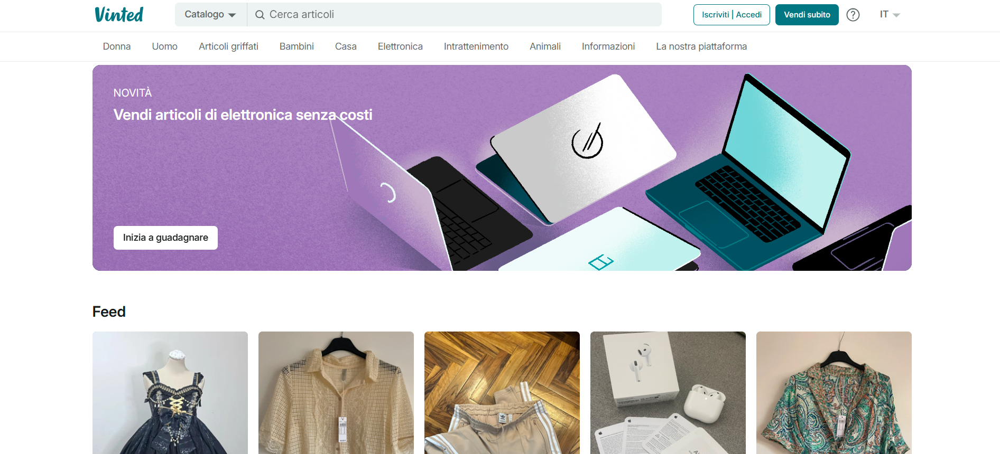 Vinted
Catalogo
Cerca articoli
Iscriviti | Accedi
Vendi subito
?
IT
Donna
Uomo
Articoli griffati
Bambini
Casa
Elettronica
Intrattenimento
Animali
Informazioni
La nostra piattaforma
NOVITÀ
Vendi articoli di elettronica senza costi
Inizia a guadagnare
Feed